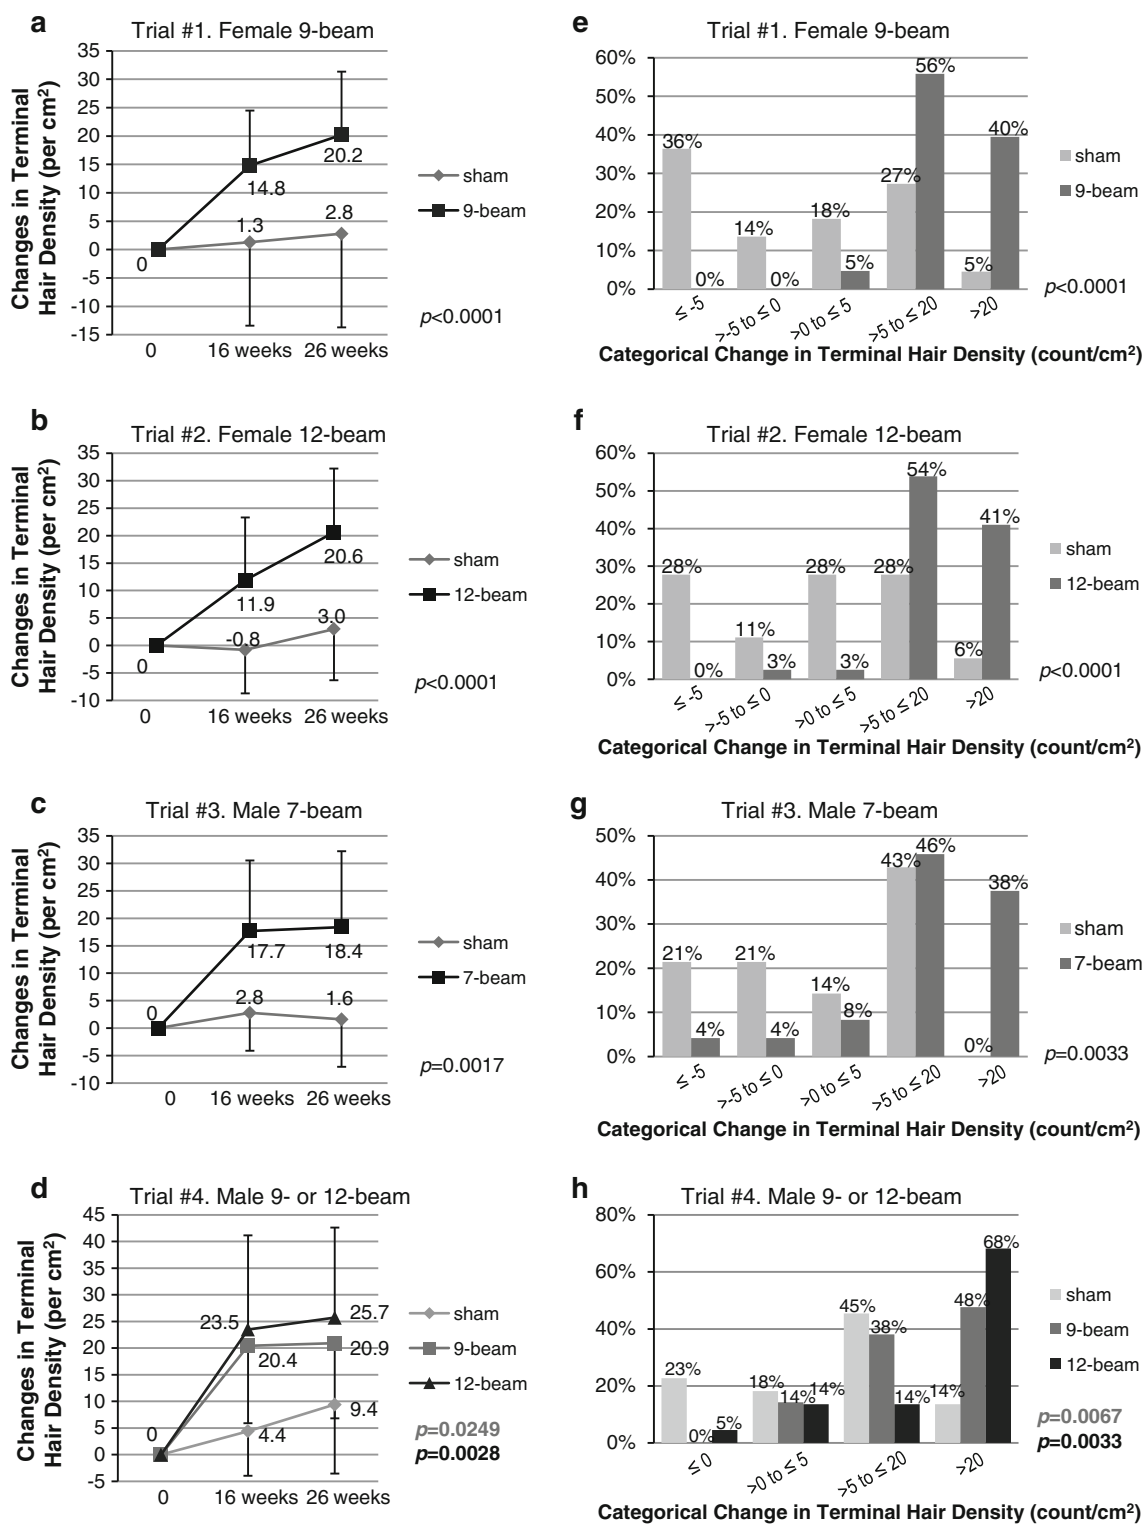 a
Trial #1. Female 9-beam
Changes in Terminal
Hair Density (per cm²)
35
30
25
20
15
10
5
0
-5
-10
-15
0
14.8
20.2
1.3
2.8
0
16 weeks
26 weeks
sham
9-beam
p<0.0001
e
Trial #1. Female 9-beam
60%
50%
40%
30%
20%
10%
0%
36%
0%
14%
0%
18%
5%
27%
56%
5%
40%
≤ -5
>-5 to ≤ 0
>0 to ≤ 5
>5 to ≤ 20
>20
sham
9-beam
p<0.0001
Categorical Change in Terminal Hair Density (count/cm²)
b
Trial #2. Female 12-beam
Changes in Terminal
Hair Density (per cm²)
35
30
25
20
15
10
5
0
-5
-10
0
11.9
20.6
-0.8
3.0
0
16 weeks
26 weeks
sham
12-beam
p<0.0001
f
Trial #2. Female 12-beam
60%
50%
40%
30%
20%
10%
0%
28%
0%
11%
3%
28%
3%
28%
54%
6%
41%
≤ -5
>-5 to ≤ 0
>0 to ≤ 5
>5 to ≤ 20
>20
sham
12-beam
p<0.0001
Categorical Change in Terminal Hair Density (count/cm²)
c
Trial #3. Male 7-beam
Changes in Terminal
Hair Density (per cm²)
35
30
25
20
15
10
5
0
-5
-10
0
17.7
18.4
2.8
1.6
0
16 weeks
26 weeks
sham
7-beam
p=0.0017
g
Trial #3. Male 7-beam
50%
40%
30%
20%
10%
0%
21%
4%
21%
4%
14%
8%
43%
46%
0%
38%
≤ -5
>-5 to ≤ 0
>0 to ≤ 5
>5 to ≤ 20
>20
sham
7-beam
p=0.0033
Categorical Change in Terminal Hair Density (count/cm²)
d
Trial #4. Male 9- or 12-beam
Changes in Terminal
Hair Density (per cm²)
45
40
35
30
25
20
15
10
5
0
-5
0
23.5
25.7
20.4
20.9
4.4
9.4
0
16 weeks
26 weeks
sham
9-beam
12-beam
p=0.0249
p=0.0028
h
Trial #4. Male 9- or 12-beam
80%
60%
40%
20%
0%
23%
0%
5%
18%
14%
14%
45%
38%
14%
14%
48%
68%
≤ 0
>0 to ≤ 5
>5 to ≤ 20
>20
sham
9-beam
12-beam
p=0.0067
p=0.0033
Categorical Change in Terminal Hair Density (count/cm²)